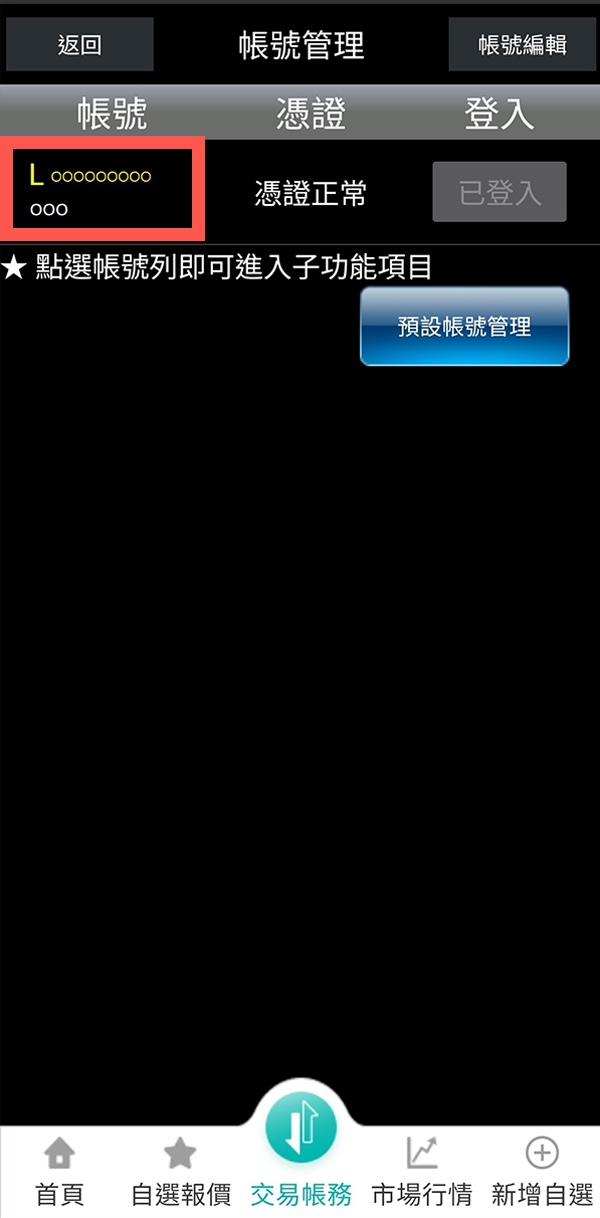 返回 帳號管理 帳號編輯
帳號 憑證 登入
L ○○○○○○○○○
○○○
憑證正常
已登入
★ 點選帳號列即可進入子功能項目
預設帳號管理
首頁 自選報價 交易帳務 市場行情 新增自選